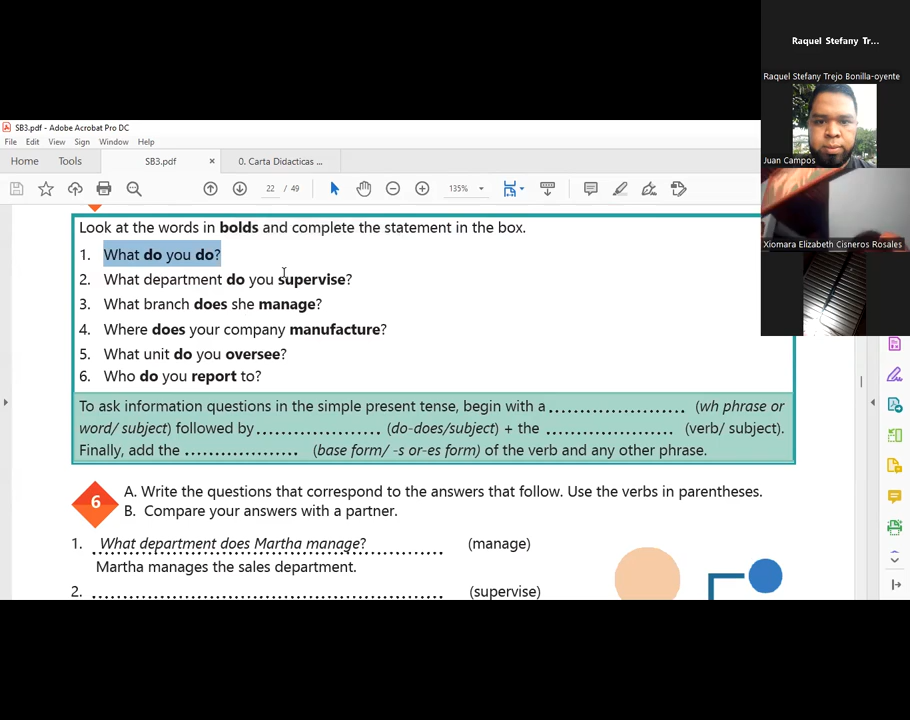 Raquel Stefany Tr...
Raquel Stefany Trejo Bonilla-oyente
SB3.pdf - Adobe Acrobat Pro DC
File Edit View Sign Window Help
Home Tools SB3.pdf × 0. Carta Didacticas ...
Juan Campos
22 / 49 135%
Xiomara Elizabeth Cisneros Rosales
Look at the words in bolds and complete the statement in the box.
1. What do you do?
2. What department do you supervise?
3. What branch does she manage?
4. Where does your company manufacture?
5. What unit do you oversee?
6. Who do you report to?
To ask information questions in the simple present tense, begin with a ........................ (wh phrase or
word/ subject) followed by ...................... (do-does/subject) + the ...................... (verb/ subject).
Finally, add the .................... (base form/ -s or-es form) of the verb and any other phrase.
6 A. Write the questions that correspond to the answers that follow. Use the verbs in parentheses.
B. Compare your answers with a partner.
1. What department does Martha manage? (manage)
Martha manages the sales department.
2. ............................................................ (supervise)